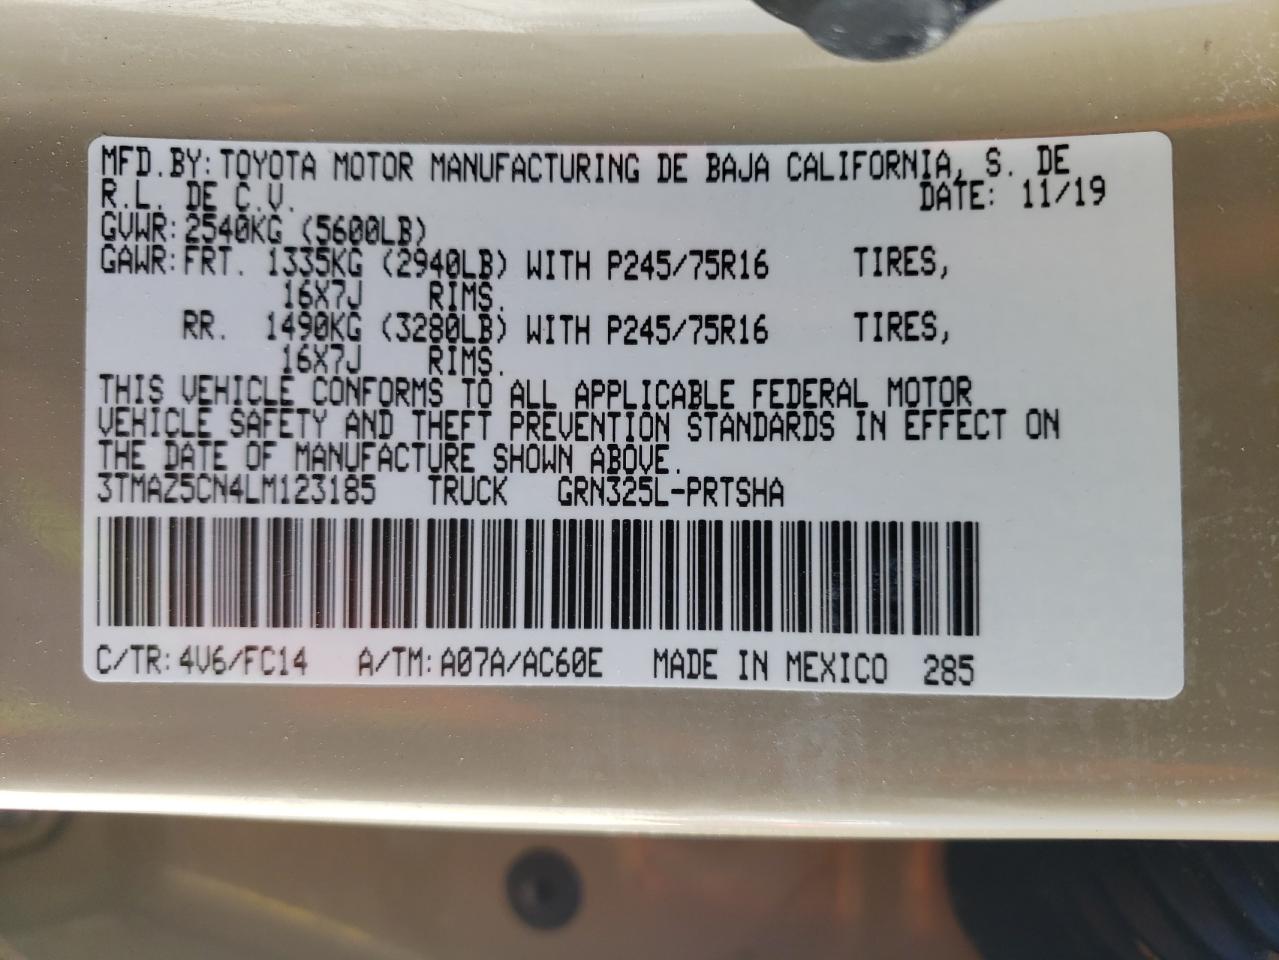 MFD.BY:TOYOTA MOTOR MANUFACTURING DE BAJA CALIFORNIA, S. DE
R.L. DE C.V. DATE: 11/19
GVWR:2540KG (5600LB)
GAWR:FRT. 1335KG (2940LB) WITH P245/75R16 TIRES,
16X7J RIMS.
RR. 1490KG (3280LB) WITH P245/75R16 TIRES,
16X7J RIMS.
THIS VEHICLE CONFORMS TO ALL APPLICABLE FEDERAL MOTOR
VEHICLE SAFETY AND THEFT PREVENTION STANDARDS IN EFFECT ON
THE DATE OF MANUFACTURE SHOWN ABOVE.
3TMAZ5CN4LM123185 TRUCK GRN325L-PRTSHA
C/TR:4V6/FC14 A/TM:A07A/AC60E MADE IN MEXICO 285